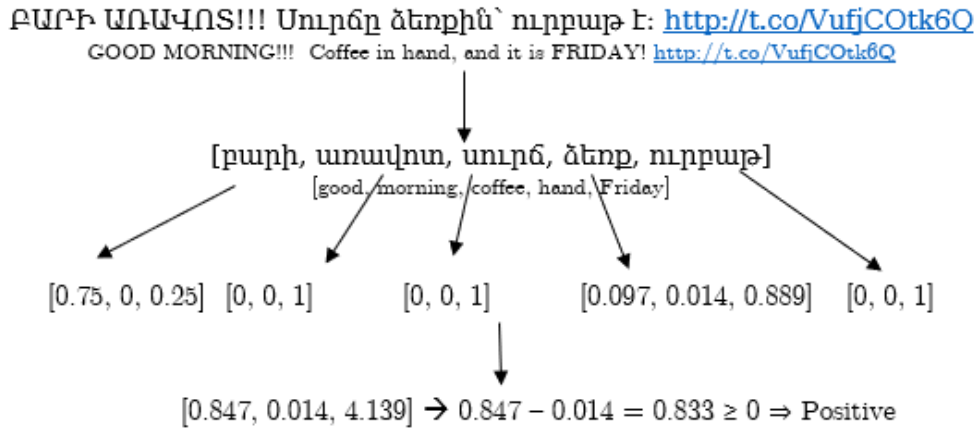 ԲԱՐԻ ԱՌԱՎՈՏ!!! Սուրճը ձեռքին՝ ուրբաթ է: http://t.co/VufjCOtk6Q
GOOD MORNING!!! Coffee in hand, and it is FRIDAY! http://t.co/VufjCOtk6Q
[բարի, առավոտ, սուրճ, ձեռք, ուրբաթ]
[good, morning, coffee, hand, Friday]
[0.75, 0, 0.25] [0, 0, 1] [0, 0, 1] [0.097, 0.014, 0.889] [0, 0, 1]
[0.847, 0.014, 4.139] → 0.847 – 0.014 = 0.833 ≥ 0 ⇒ Positive